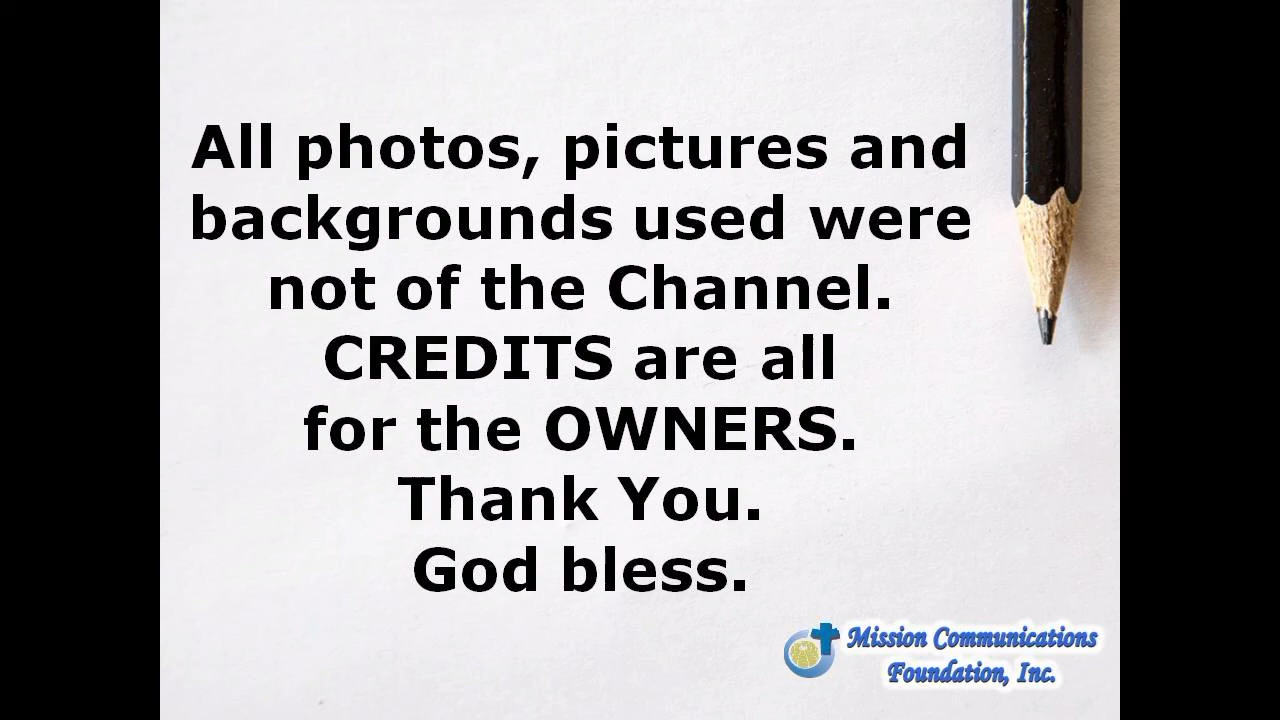 All photos, pictures and
backgrounds used were
not of the Channel.
CREDITS are all
for the OWNERS.
Thank You.
God bless.
Mission Communications
Foundation, Inc.